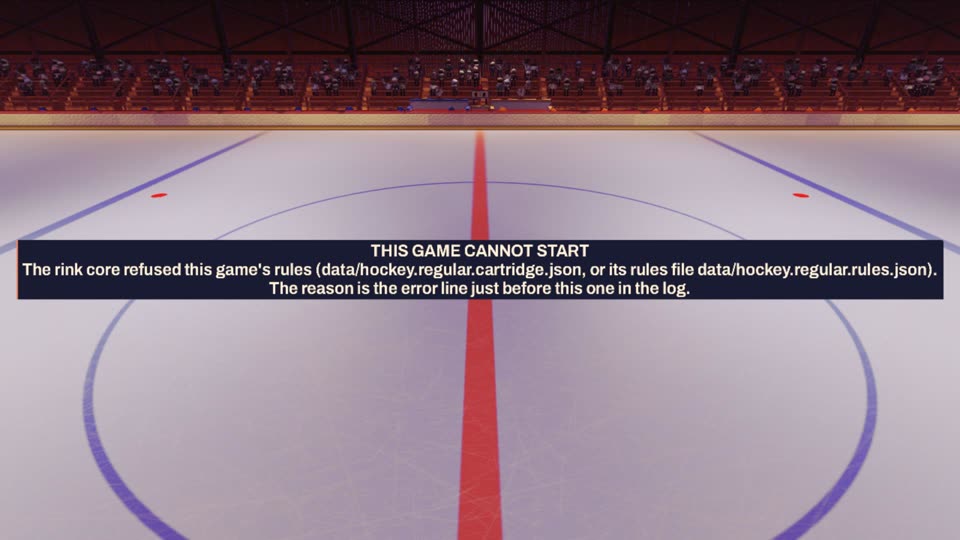 THIS GAME CANNOT START
The rink core refused this game's rules (data/hockey.regular.cartridge.json, or its rules file data/hockey.regular.rules.json).
The reason is the error line just before this one in the log.